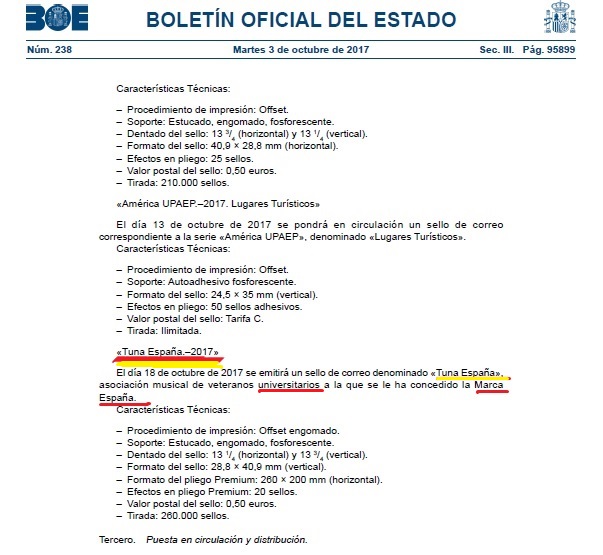 BOE
BOLETÍN OFICIAL DEL ESTADO
Núm. 238 Martes 3 de octubre de 2017 Sec. III. Pág. 95899
Características Técnicas:
– Procedimiento de impresión: Offset.
– Soporte: Estucado, engomado, fosforescente.
– Dentado del sello: 13 3/4 (horizontal) y 13 1/4 (vertical).
– Formato del sello: 40,9 × 28,8 mm (horizontal).
– Efectos en pliego: 25 sellos.
– Valor postal del sello: 0,50 euros.
– Tirada: 210.000 sellos.
«América UPAEP.–2017. Lugares Turísticos»
El día 13 de octubre de 2017 se pondrá en circulación un sello de correo
correspondiente a la serie «América UPAEP», denominado «Lugares Turísticos».
Características Técnicas:
– Procedimiento de impresión: Offset.
– Soporte: Autoadhesivo fosforescente.
– Formato del sello: 24,5 × 35 mm (vertical).
– Efectos en pliego: 50 sellos adhesivos.
– Valor postal del sello: Tarifa C.
– Tirada: Ilimitada.
«Tuna España.–2017»
El día 18 de octubre de 2017 se emitirá un sello de correo denominado «Tuna España»,
asociación musical de veteranos universitarios a la que se le ha concedido la Marca
España.
Características Técnicas:
– Procedimiento de impresión: Offset engomado.
– Soporte: Estucado, engomado, fosforescente.
– Dentado del sello: 13 1/4 (horizontal) y 13 3/4 (vertical).
– Formato del sello: 28,8 × 40,9 mm (vertical).
– Formato del pliego Premium: 260 × 200 mm (horizontal).
– Efectos en pliego Premium: 20 sellos.
– Valor postal del sello: 0,50 euros.
– Tirada: 260.000 sellos.
Tercero. Puesta en circulación y distribución.